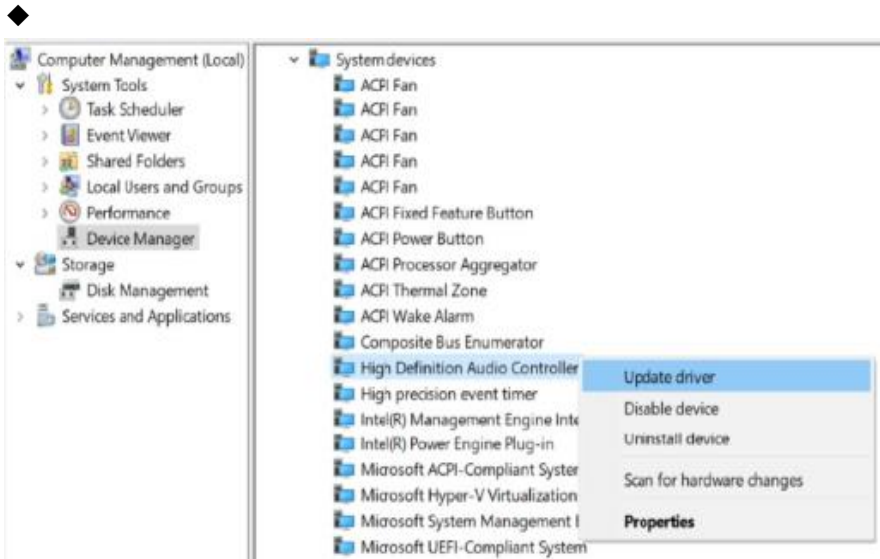 Computer Management (Local)
System Tools
Task Scheduler
Event Viewer
Shared Folders
Local Users and Groups
Performance
Device Manager
Storage
Disk Management
Services and Applications
System devices
ACPI Fan
ACPI Fan
ACPI Fan
ACPI Fan
ACPI Fan
ACPI Fixed Feature Button
ACPI Power Button
ACPI Processor Aggregator
ACPI Thermal Zone
ACPI Wake Alarm
Composite Bus Enumerator
High Definition Audio Controller
High precision event timer
Intel(R) Management Engine Inte
Intel(R) Power Engine Plug-in
Microsoft ACPI-Compliant System
Microsoft Hyper-V Virtualization
Microsoft System Management
Microsoft UEFI-Compliant System
Update driver
Disable device
Uninstall device
Scan for hardware changes
Properties